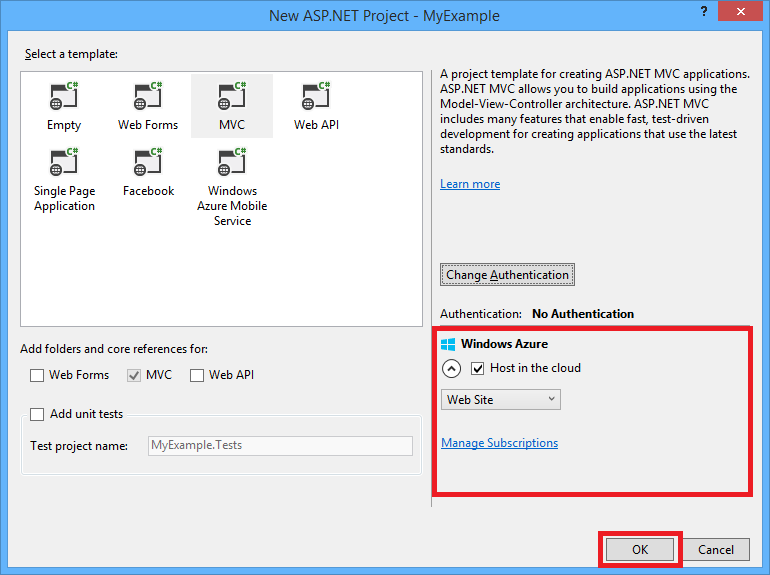 New ASP.NET Project - MyExample
?
Select a template:
C# C# C# C#
Empty Web Forms MVC Web API
C# C# C#
Single Page Application Facebook Windows Azure Mobile Service
A project template for creating ASP.NET MVC applications.
ASP.NET MVC allows you to build applications using the
Model-View-Controller architecture. ASP.NET MVC
includes many features that enable fast, test-driven
development for creating applications that use the latest
standards.
Learn more
Change Authentication
Authentication: No Authentication
Windows Azure
Host in the cloud
Web Site
Manage Subscriptions
Add folders and core references for:
Web Forms MVC Web API
Add unit tests
Test project name: MyExample.Tests
OK Cancel